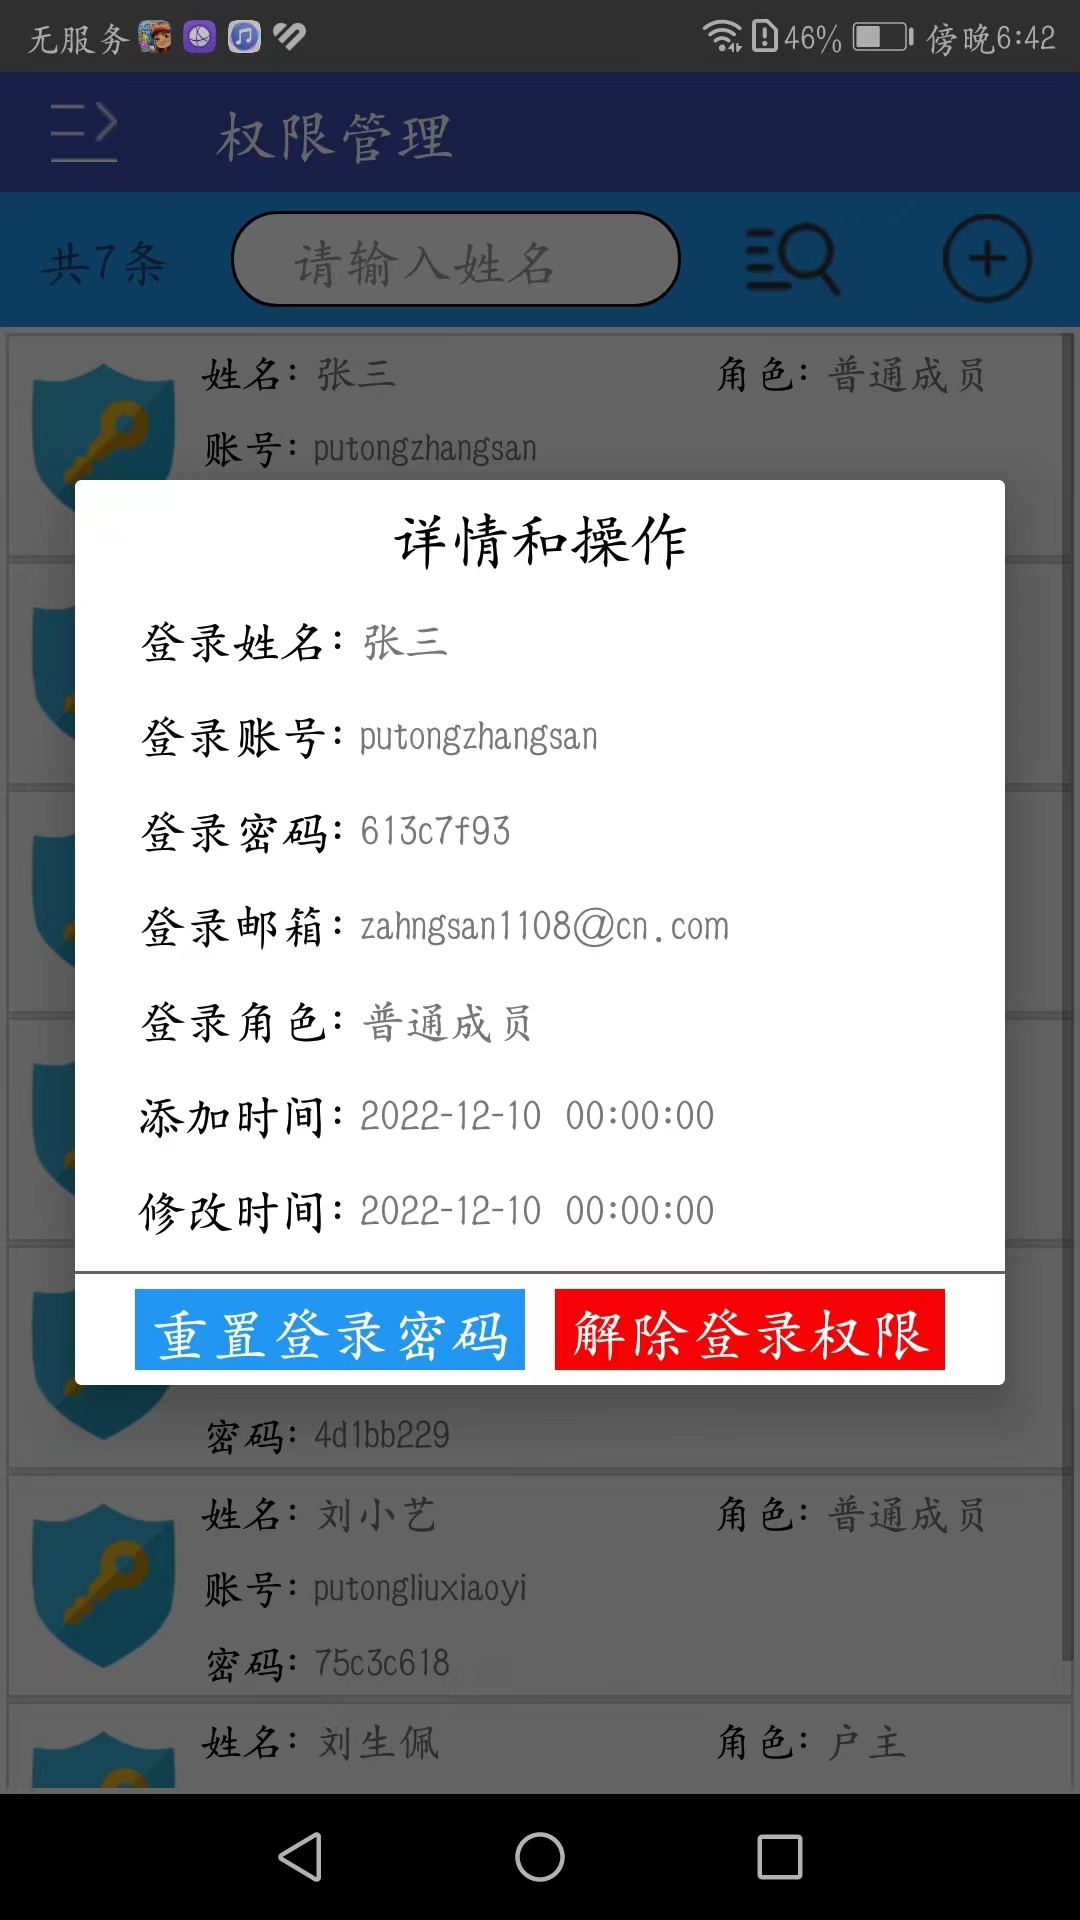 无服务 46% 傍晚6:42
权限管理
共7条 请输入姓名
姓名：张三 角色：普通成员
账号：putongzhangsan
详情和操作
登录姓名：张三
登录账号：putongzhangsan
登录密码：613c7f93
登录邮箱：zahngsan1108@cn.com
登录角色：普通成员
添加时间：2022-12-10 00:00:00
修改时间：2022-12-10 00:00:00
重置登录密码 解除登录权限
密码：4d1bb229
姓名：刘小艺 角色：普通成员
账号：putongliuxiaoyi
密码：75c3c618
姓名：刘生佩 角色：户主